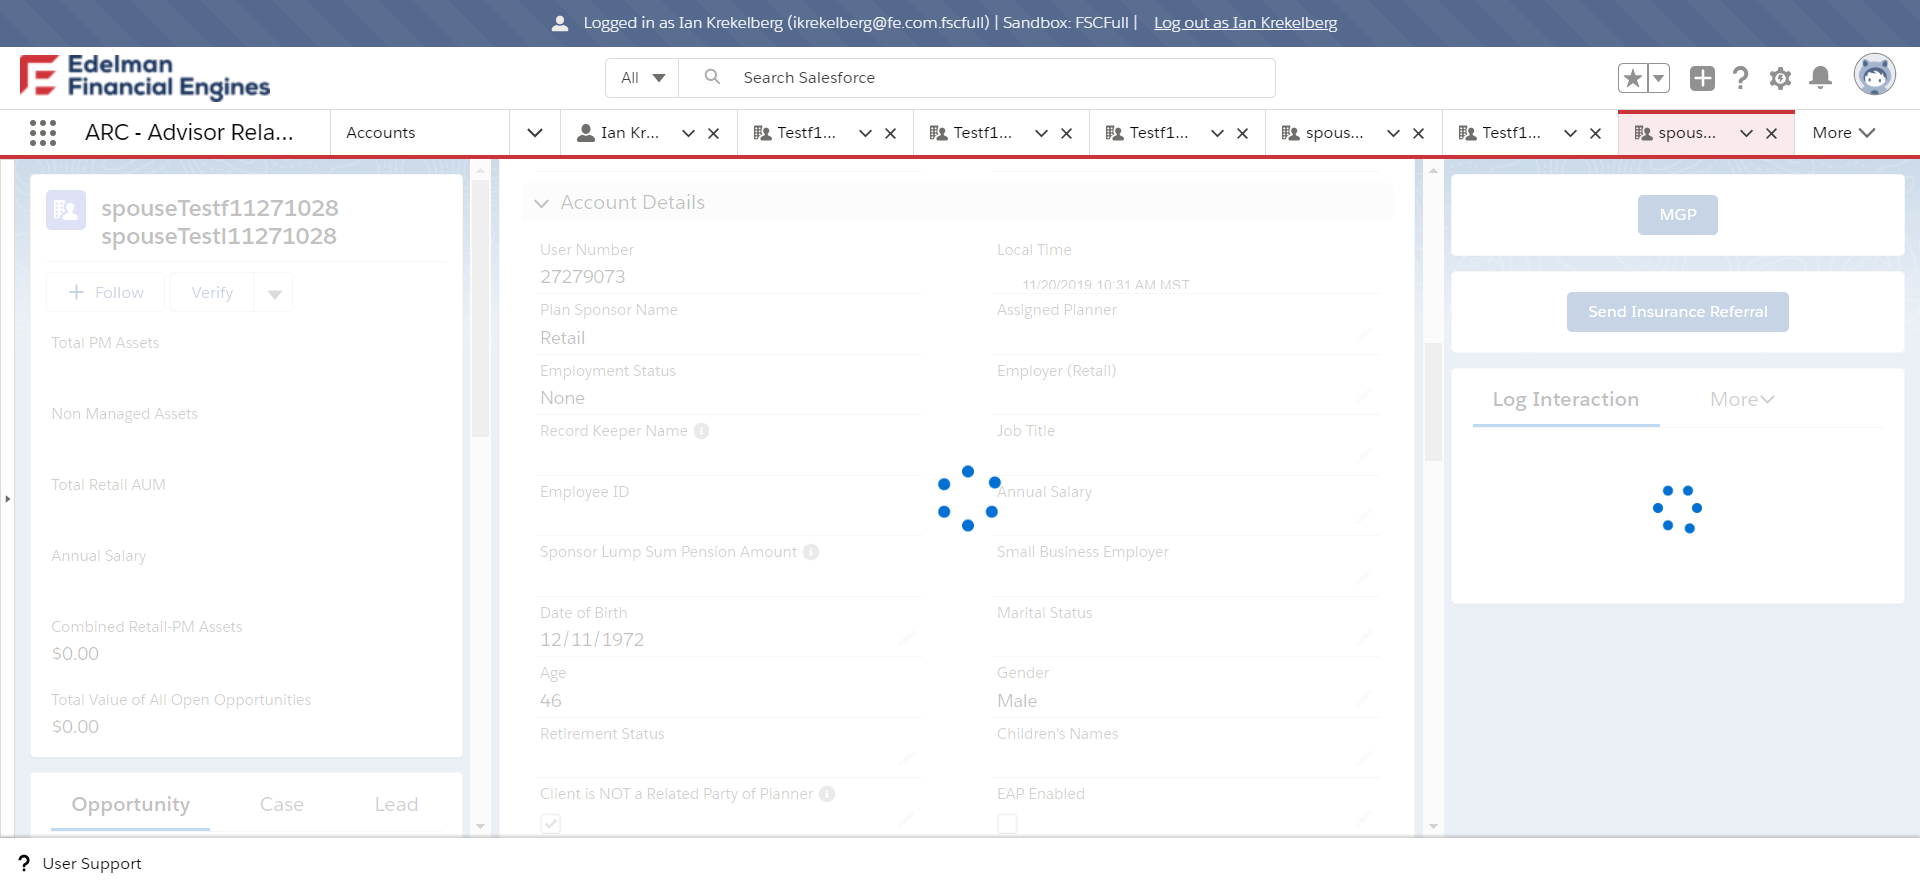 Logged in as Ian Krekelberg (ikrekelberg@fe.com.fscfull) | Sandbox: FSCFull | Log out as Ian Krekelberg
Edelman
Financial Engines
All
Search Salesforce
ARC - Advisor Rela...
Accounts
Ian Kr...
Testf1...
Testf1...
Testf1...
spous...
Testf1...
spous...
More
spouseTestf11271028
spouseTestl11271028
Follow
Verify
Total PM Assets
Non Managed Assets
Total Retail AUM
Annual Salary
Combined Retail-PM Assets
$0.00
Total Value of All Open Opportunities
$0.00
Opportunity Case Lead
Account Details
User Number
27279073
Local Time
11/20/2019 10:31 AM MST
Plan Sponsor Name
Retail
Assigned Planner
Employment Status
None
Employer (Retail)
Record Keeper Name
Job Title
Employee ID
Annual Salary
Sponsor Lump Sum Pension Amount
Small Business Employer
Date of Birth
12/11/1972
Marital Status
Age
46
Gender
Male
Retirement Status
Children's Names
Client is NOT a Related Party of Planner
EAP Enabled
MGP
Send Insurance Referral
Log Interaction
More
? User Support